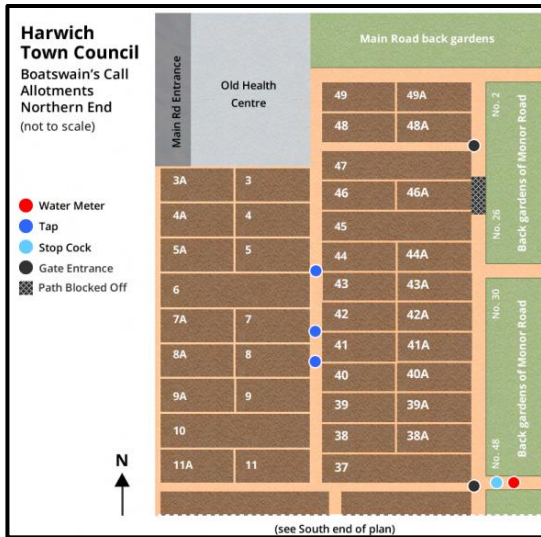 Harwich
Town Council
Boatswain's Call
Allotments
Northern End
(not to scale)
Water Meter
Tap
Stop Cock
Gate Entrance
Path Blocked Off
N
Main Rd Entrance
Old Health
Centre
Main Road back gardens
3A 3
4A 4
5A 5
6
7A 7
8A 8
9A 9
10
11A 11
49 49A
48 48A
47
46 46A
45
44 44A
43 43A
42 42A
41 41A
40 40A
39 39A
38 38A
37
No. 2
No. 26
Back gardens of Monor Road
No. 30
No. 48
Back gardens of Monor Road
(see South end of plan)